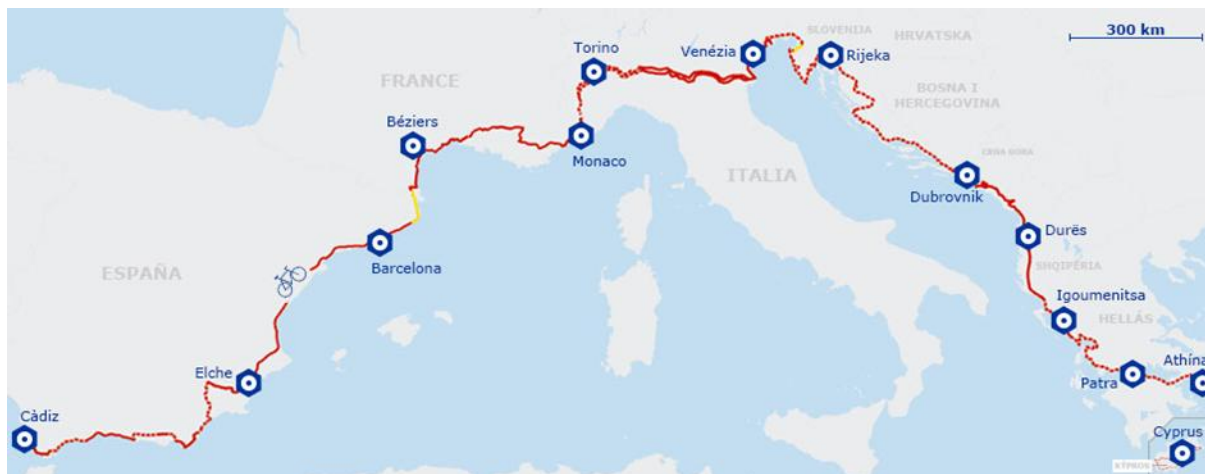 SLOVENIJA
HRVATSKA
300 km
Torino
Venézia
Rijeka
FRANCE
BOSNA I
HERCEGOVINA
Béziers
Monaco
CRNA GORA
ITALIA
Dubrovnik
Durës
Barcelona
ESPAÑA
SHQIPËRIA
Igoumenitsa
HELLÁS
Elche
Athína
Patra
Càdiz
Cyprus
KÝPROS